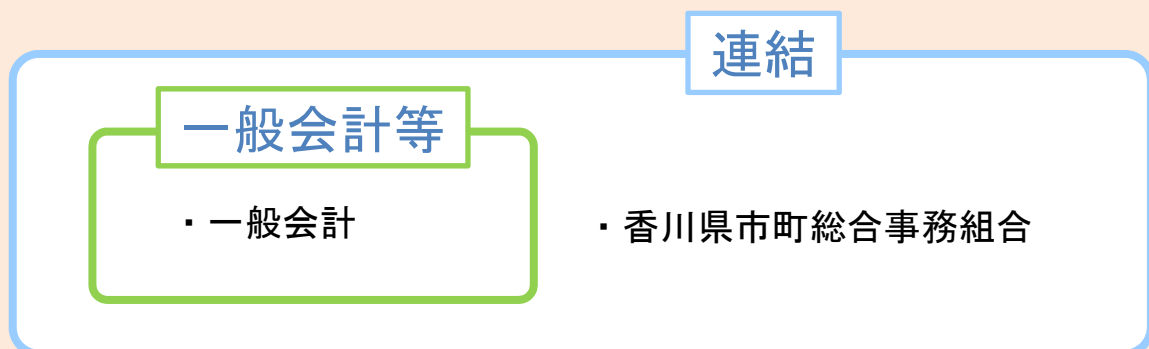 連結
一般会計等
・一般会計
・香川県市町総合事務組合